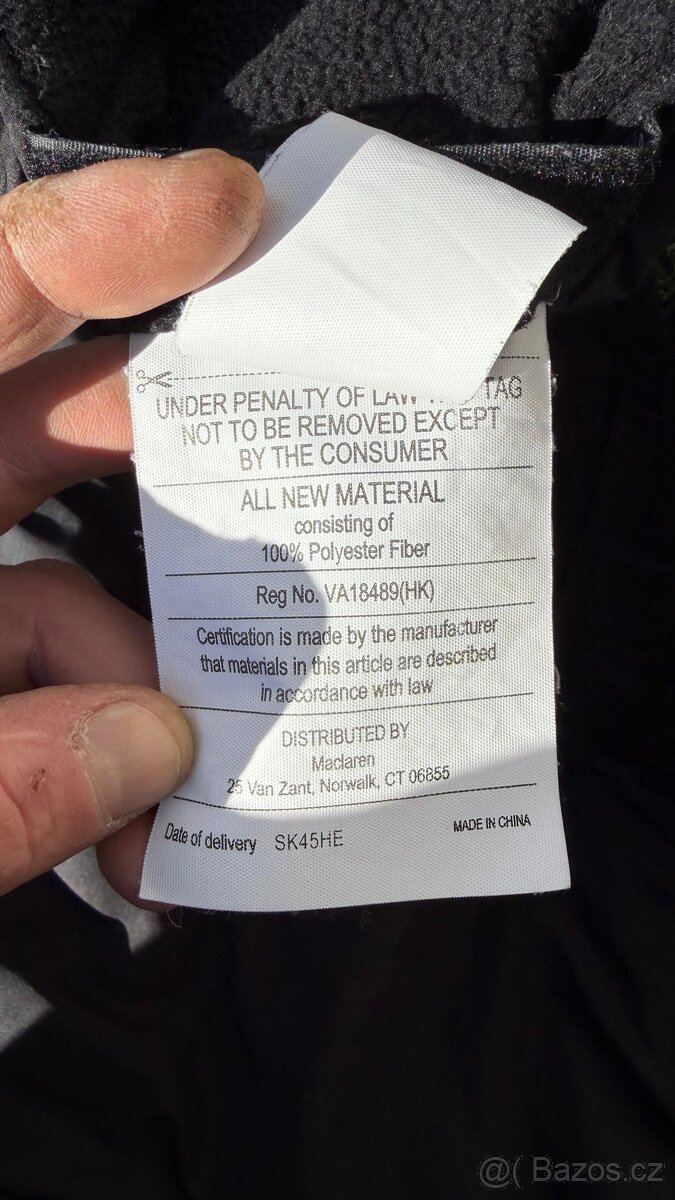 UNDER PENALTY OF LAW TAG
NOT TO BE REMOVED EXCEPT
BY THE CONSUMER
ALL NEW MATERIAL
consisting of
100% Polyester Fiber
Reg No. VA18489(HK)
Certification is made by the manufacturer
that materials in this article are described
in accordance with law
DISTRIBUTED BY
Maclaren
25 Van Zant, Norwalk, CT 06855
Date of delivery SK45HE MADE IN CHINA
@( Bazos.cz